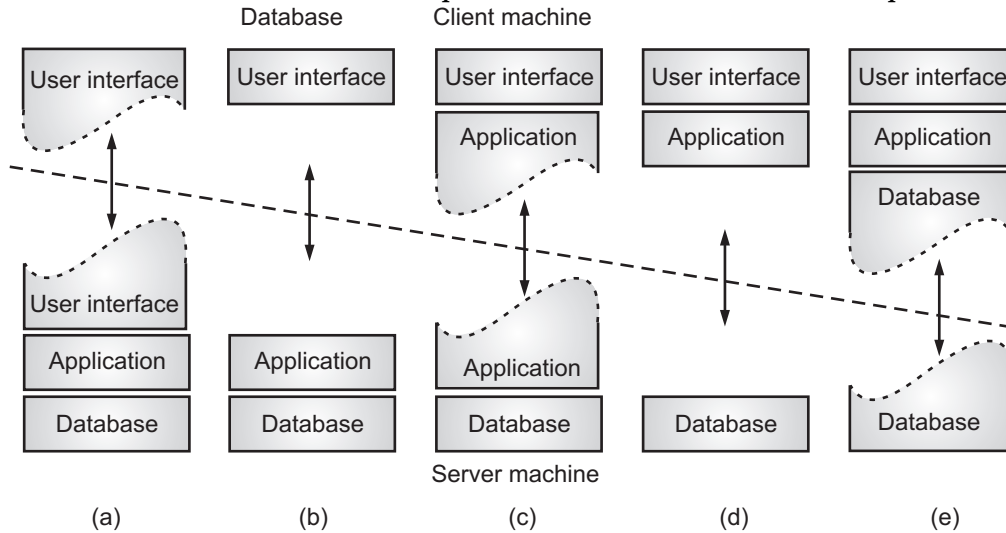 Database Client machine
User interface User interface User interface User interface User interface
Application Application Application
Database
User interface
Application Application Application
Database Database Database Database Database
Server machine
(a) (b) (c) (d) (e)